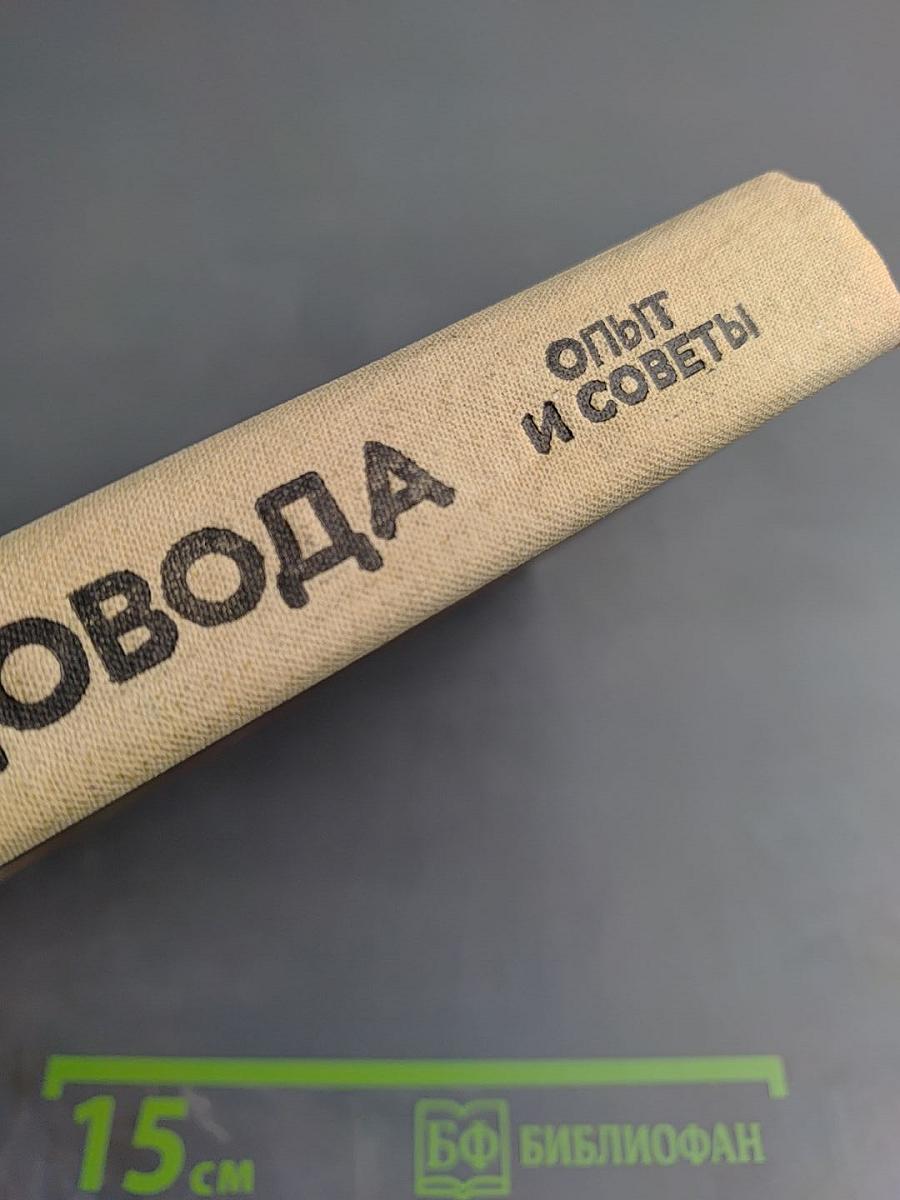 ОВОДА
ОПЫТ
И СОВЕТЫ
15 см
БФ БИБЛИОФАН